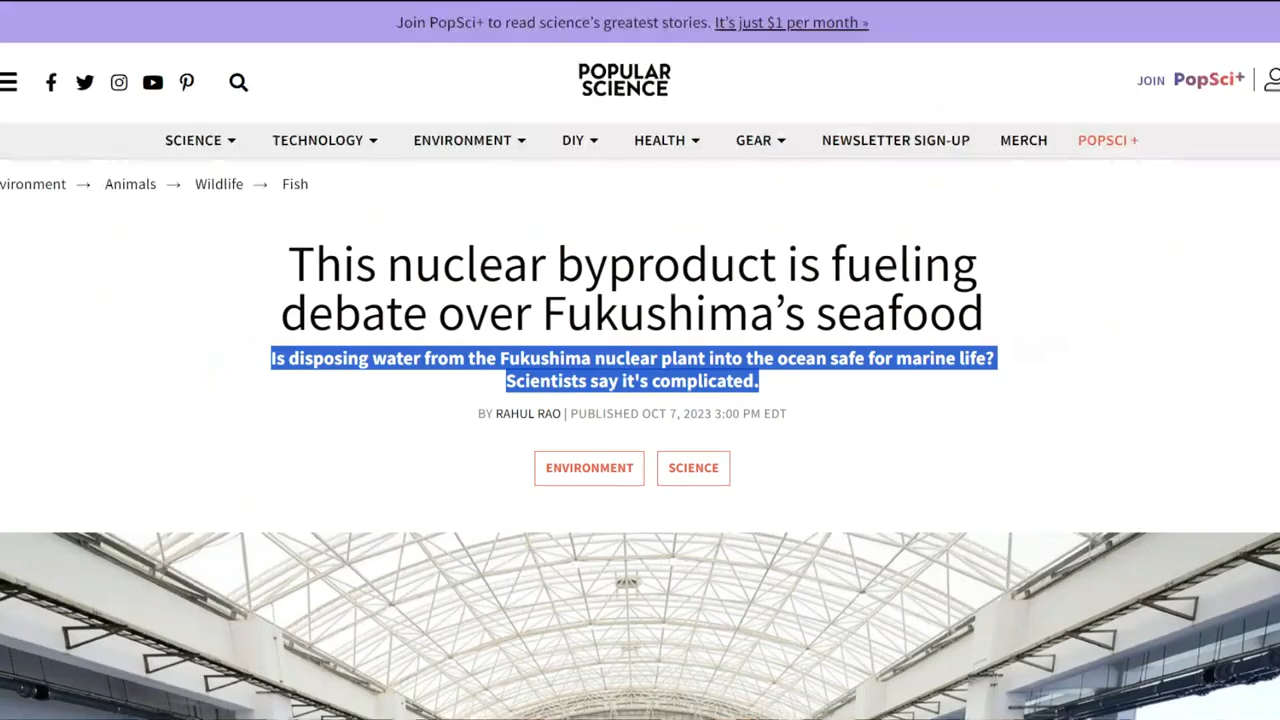 Join PopSci+ to read science’s greatest stories. It’s just $1 per month »
POPULAR
SCIENCE
JOIN PopSci+
SCIENCE
TECHNOLOGY
ENVIRONMENT
DIY
HEALTH
GEAR
NEWSLETTER SIGN-UP
MERCH
POPSCI +
vironment → Animals → Wildlife → Fish
This nuclear byproduct is fueling
debate over Fukushima’s seafood
Is disposing water from the Fukushima nuclear plant into the ocean safe for marine life?
Scientists say it's complicated.
BY RAHUL RAO | PUBLISHED OCT 7, 2023 3:00 PM EDT
ENVIRONMENT
SCIENCE